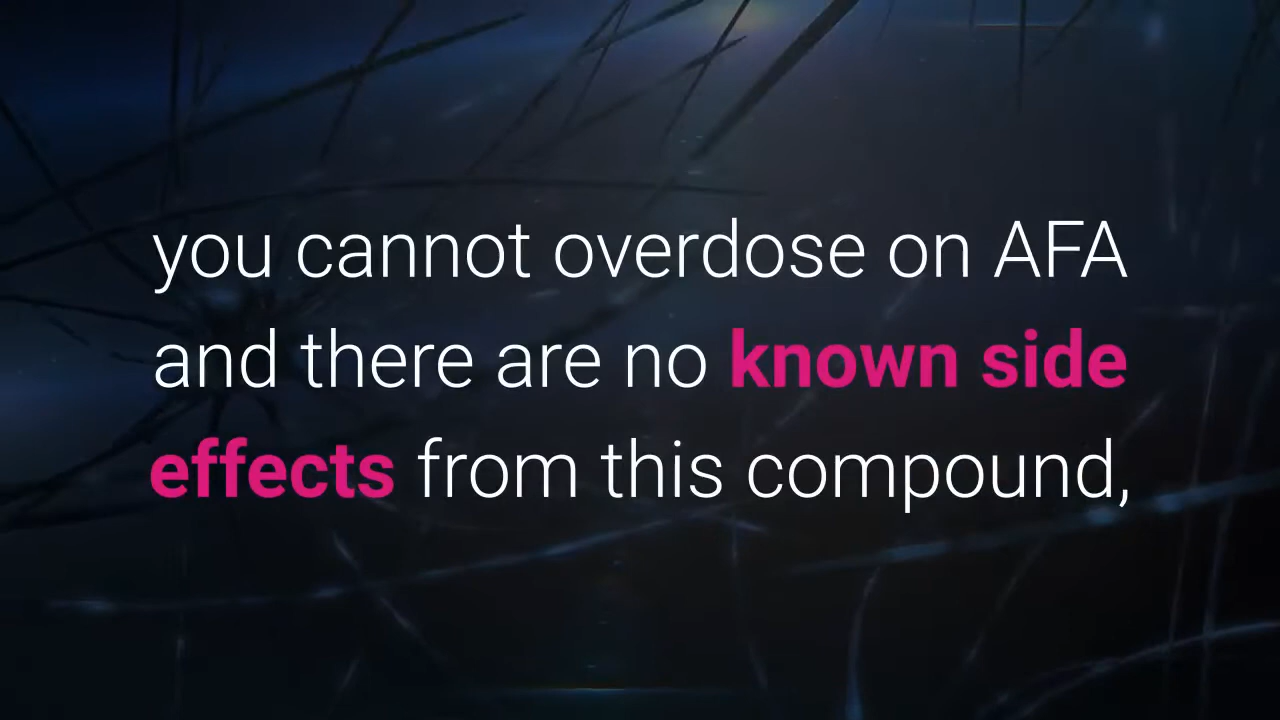 you cannot overdose on AFA
and there are no known side
effects from this compound,